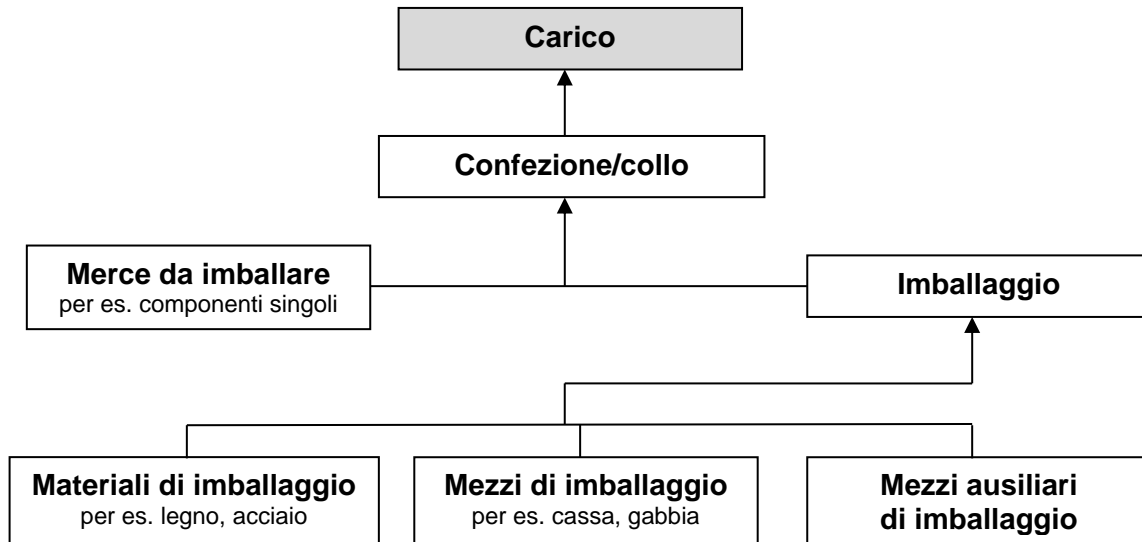 Carico
Confezione/collo
Merce da imballare
per es. componenti singoli
Imballaggio
Materiali di imballaggio
per es. legno, acciaio
Mezzi di imballaggio
per es. cassa, gabbia
Mezzi ausiliari
di imballaggio